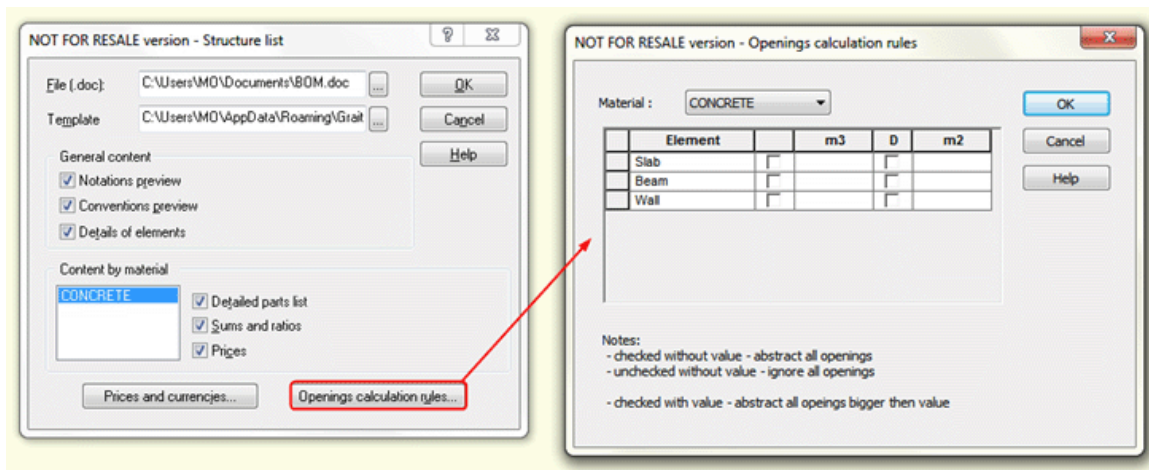 NOT FOR RESALE version - Structure list
File (.doc): C:\Users\MO\Documents\BOM.doc ... OK
Template C:\Users\MO\AppData\Roaming\Grait ... Cancel
General content Help
Notations preview
Conventions preview
Details of elements
Content by material
CONCRETE
Detailed parts list
Sums and ratios
Prices
Prices and currencies... Openings calculation rules...
NOT FOR RESALE version - Openings calculation rules
Material : CONCRETE OK
Element m3 D m2 Cancel
Slab
Beam Help
Wall
Notes:
- checked without value - abstract all openings
- unchecked without value - ignore all openings
- checked with value - abstract all opeings bigger then value